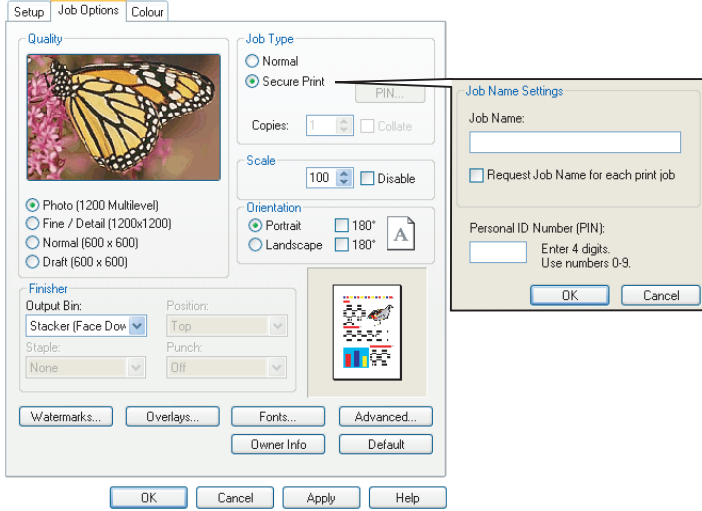 Setup
Job Options
Colour
Quality
Photo (1200 Multilevel)
Fine / Detail (1200x1200)
Normal (600 x 600)
Draft (600 x 600)
Job Type
Normal
Secure Print
PIN...
Copies: 1 Collate
Scale
100 Disable
Orientation
Portrait 180°
Landscape 180°
A
Finisher
Output Bin: Position:
Stacker (Face Dow Top
Staple: Punch:
None Off
Watermarks... Overlays... Fonts... Advanced...
Owner Info Default
OK Cancel Apply Help
Job Name Settings
Job Name:
Request Job Name for each print job
Personal ID Number (PIN):
Enter 4 digits.
Use numbers 0-9.
OK Cancel